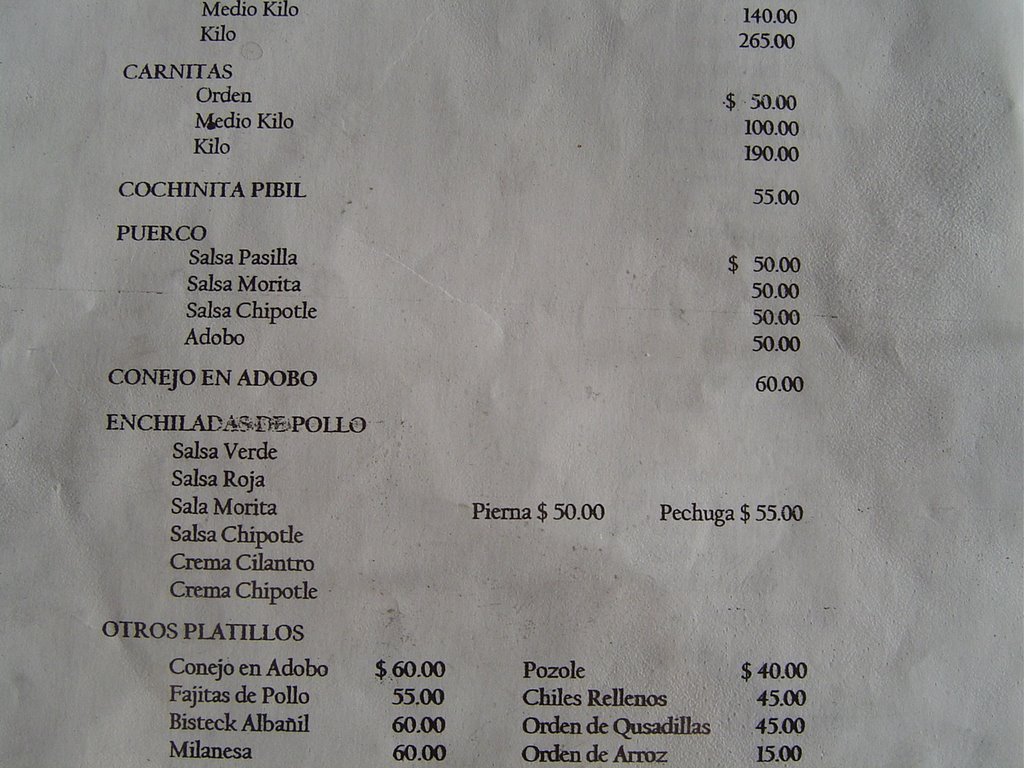 Medio Kilo 140.00
Kilo 265.00
CARNITAS
Orden $ 50.00
Medio Kilo 100.00
Kilo 190.00
COCHINITA PIBIL 55.00
PUERCO
Salsa Pasilla $ 50.00
Salsa Morita 50.00
Salsa Chipotle 50.00
Adobo 50.00
CONEJO EN ADOBO 60.00
ENCHILADAS DE POLLO
Salsa Verde
Salsa Roja
Sala Morita Pierna $ 50.00 Pechuga $ 55.00
Salsa Chipotle
Crema Cilantro
Crema Chipotle
OTROS PLATILLOS
Conejo en Adobo $ 60.00 Pozole $ 40.00
Fajitas de Pollo 55.00 Chiles Rellenos 45.00
Bisteck Albañil 60.00 Orden de Qusadillas 45.00
Milanesa 60.00 Orden de Arroz 15.00